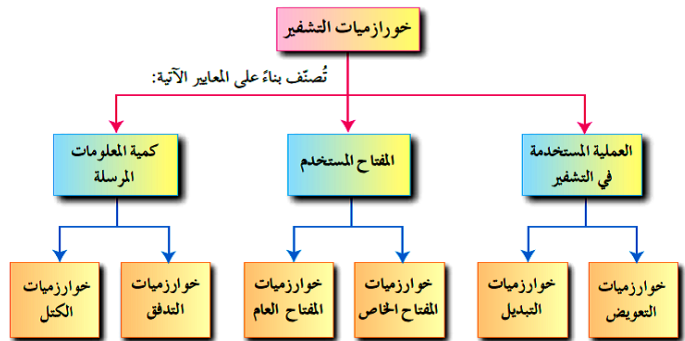 خورازميات التشفير
تُصنّف بناءً على المعايير الآتية:
العملية المستخدمة
في التشفير
المفتاح المستخدم
كمية المعلومات
المرسلة
خوارزميات
التعويض
خوارزميات
التبديل
خوارزميات
المفتاح الخاص
خوارزميات
المفتاح العام
خوارزميات
التدفق
خوارزميات
الكتل